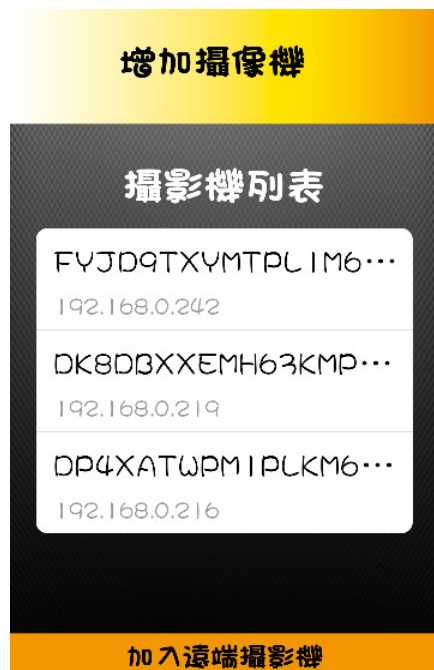 增加攝像機
攝影機列表
FYJD9TXYMTPL1M6···
192.168.0.242
DK8DBXXEMH63KMP···
192.168.0.219
DP4XATWPM1PLKM6···
192.168.0.216
加入遠端攝影機